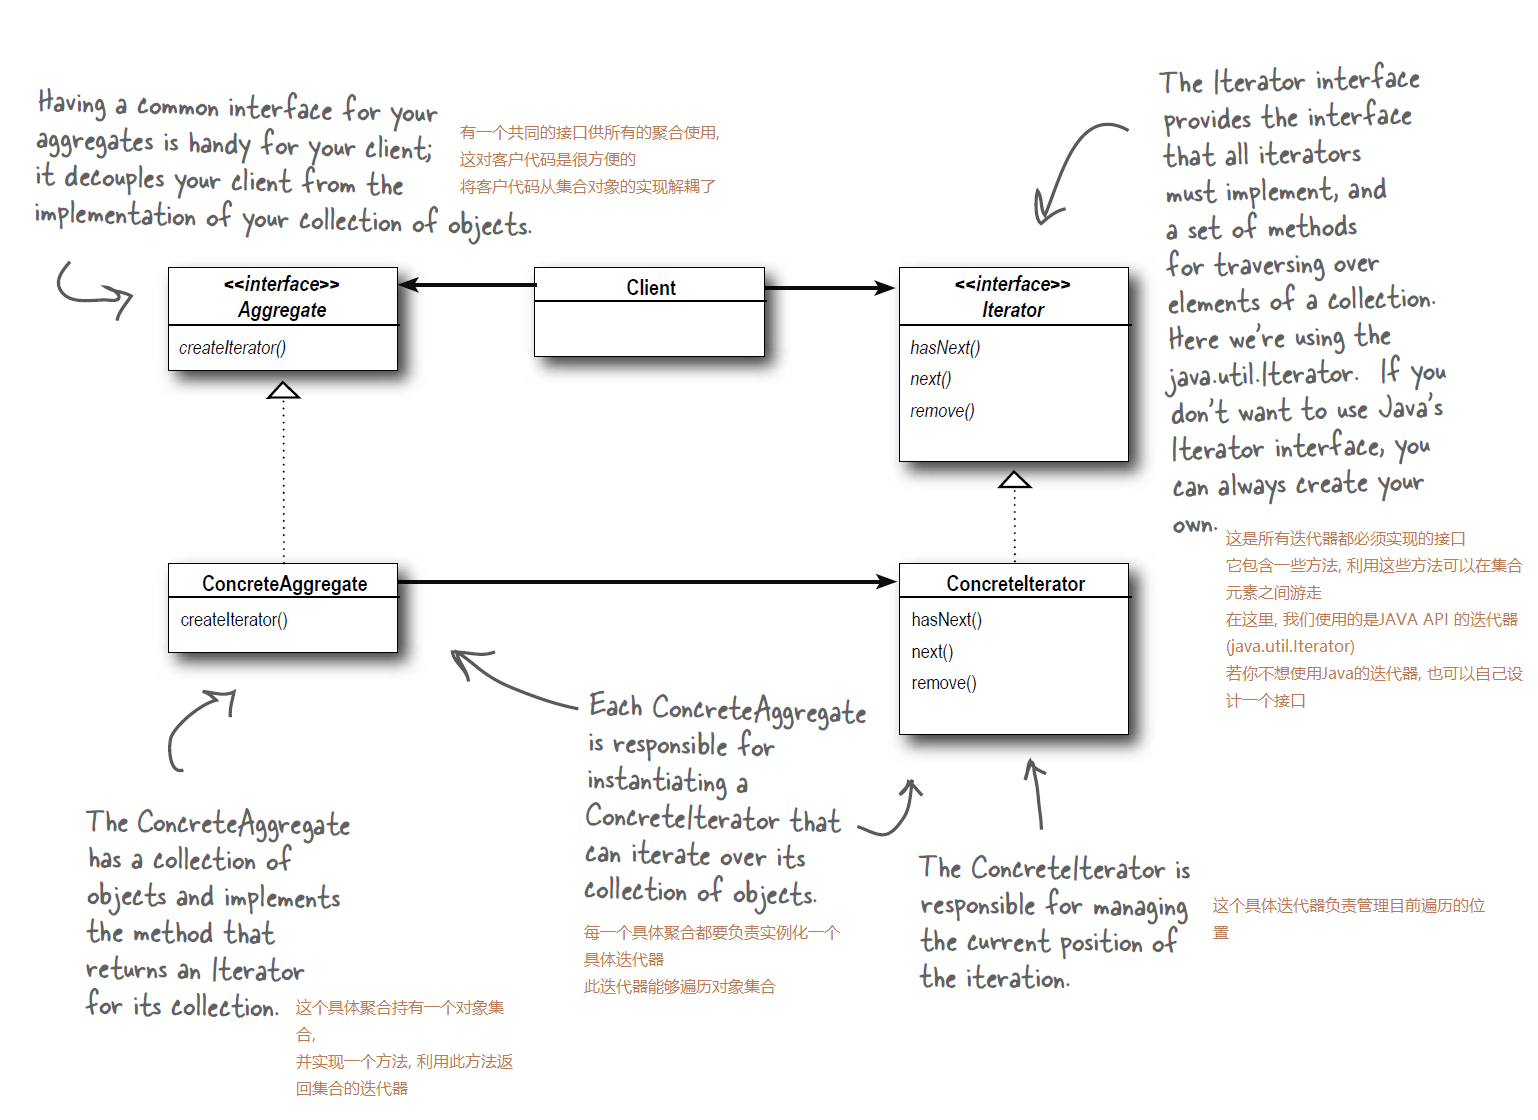 Having a common interface for your
aggregates is handy for your client;
it decouples your client from the
implementation of your collection of objects.
有一个共同的接口供所有的聚合使用,
这对客户代码是很方便的
将客户代码从集合对象的实现解耦了
The Iterator interface
provides the interface
that all iterators
must implement, and
a set of methods
for traversing over
elements of a collection.
Here we're using the
java.util.Iterator. If you
don't want to use Java's
Iterator interface, you
can always create your
own.
这是所有迭代器都必须实现的接口
它包含一些方法, 利用这些方法可以在集合
元素之间游走
在这里, 我们使用的是JAVA API 的迭代器
(java.util.Iterator)
若你不想使用Java的迭代器, 也可以自己设
计一个接口
<<interface>>
Aggregate
createIterator()
Client
<<interface>>
Iterator
hasNext()
next()
remove()
ConcreteAggregate
createIterator()
ConcreteIterator
hasNext()
next()
remove()
The ConcreteAggregate
has a collection of
objects and implements
the method that
returns an Iterator
for its collection.
这个具体聚合持有一个对象集
合,
并实现一个方法, 利用此方法返
回集合的迭代器
Each ConcreteAggregate
is responsible for
instantiating a
ConcreteIterator that
can iterate over its
collection of objects.
每一个具体聚合都要负责实例化一个
具体迭代器
此迭代器能够遍历对象集合
The ConcreteIterator is
responsible for managing
the current position of
the iteration.
这个具体迭代器负责管理目前遍历的位
置